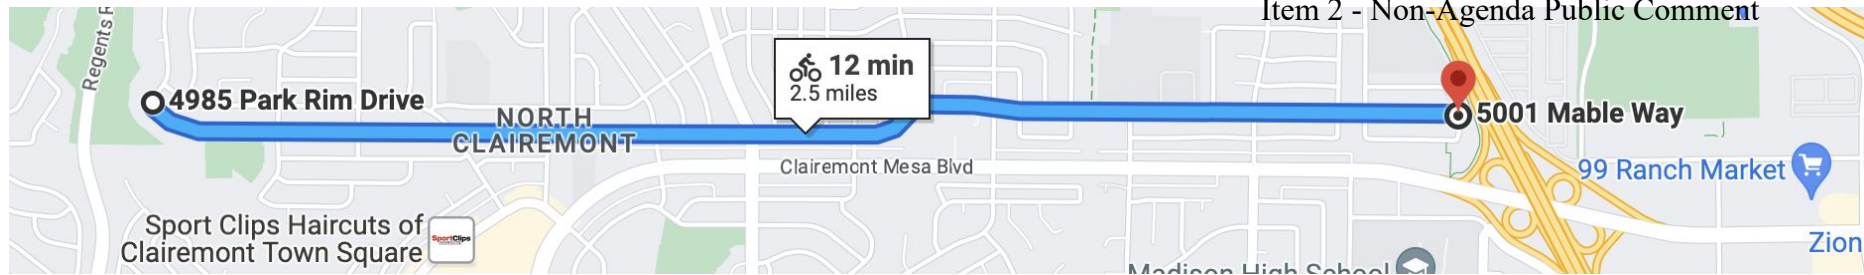 Item 2 - Non-Agenda Public Comment
Regents R
12 min
2.5 miles
4985 Park Rim Drive
NORTH
CLAIREMONT
5001 Mable Way
Clairemont Mesa Blvd
99 Ranch Market
Sport Clips Haircuts of
Clairemont Town Square
SportClips
Zion
Madison High School